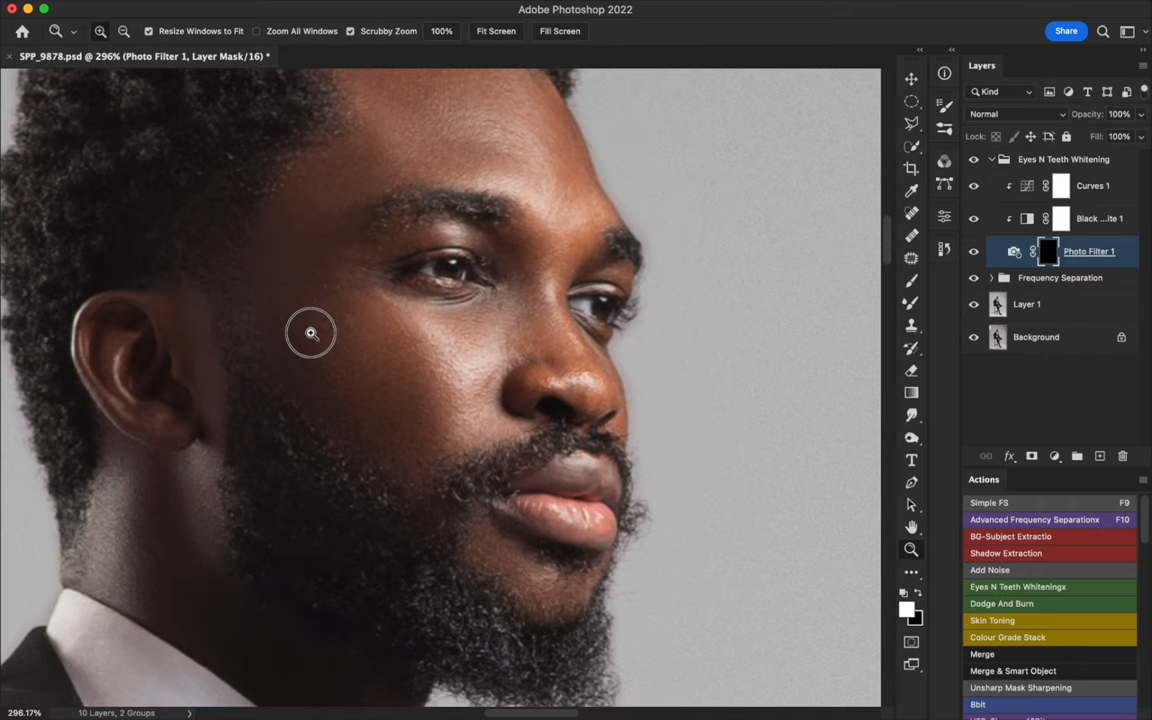 Adobe Photoshop 2022
Resize Windows to Fit
Zoom All Windows
Scrubby Zoom
100%
Fit Screen
Fill Screen
Share
× SPP_9878.psd @ 296% (Photo Filter 1, Layer Mask/16) *
Layers
Kind
Normal
Opacity: 100%
Lock:
Fill: 100%
Eyes N Teeth Whitening
Curves 1
Black ...ite 1
Photo Filter 1
Frequency Separation
Layer 1
Background
fx
Actions
Simple FS F9
Advanced Frequency Separationx F10
BG-Subject Extractio
Shadow Extraction
Add Noise
Eyes N Teeth Whiteningx
Dodge And Burn
Skin Toning
Colour Grade Stack
Merge
Merge & Smart Object
Unsharp Mask Sharpening
8bit
296.17%
10 Layers, 2 Groups